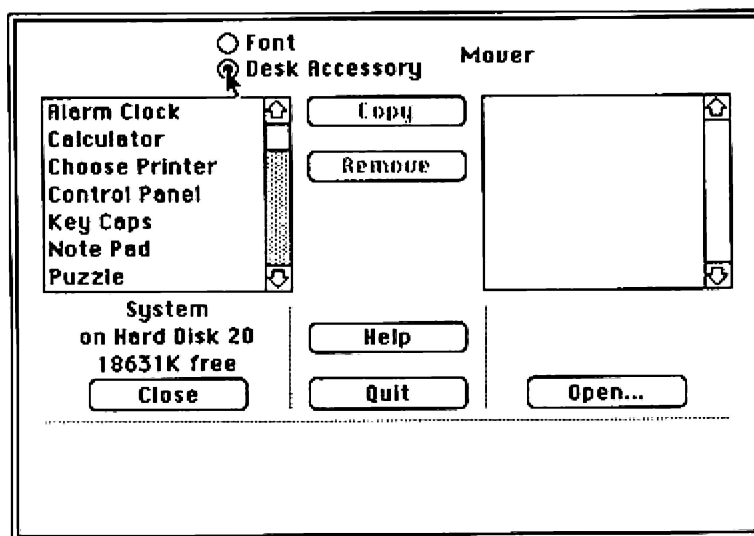 Font
Desk Accessory
Mover
Alarm Clock
Calculator
Choose Printer
Control Panel
Key Caps
Note Pad
Puzzle
Copy
Remove
System
on Hard Disk 20
18631K free
Close
Help
Quit
Open...